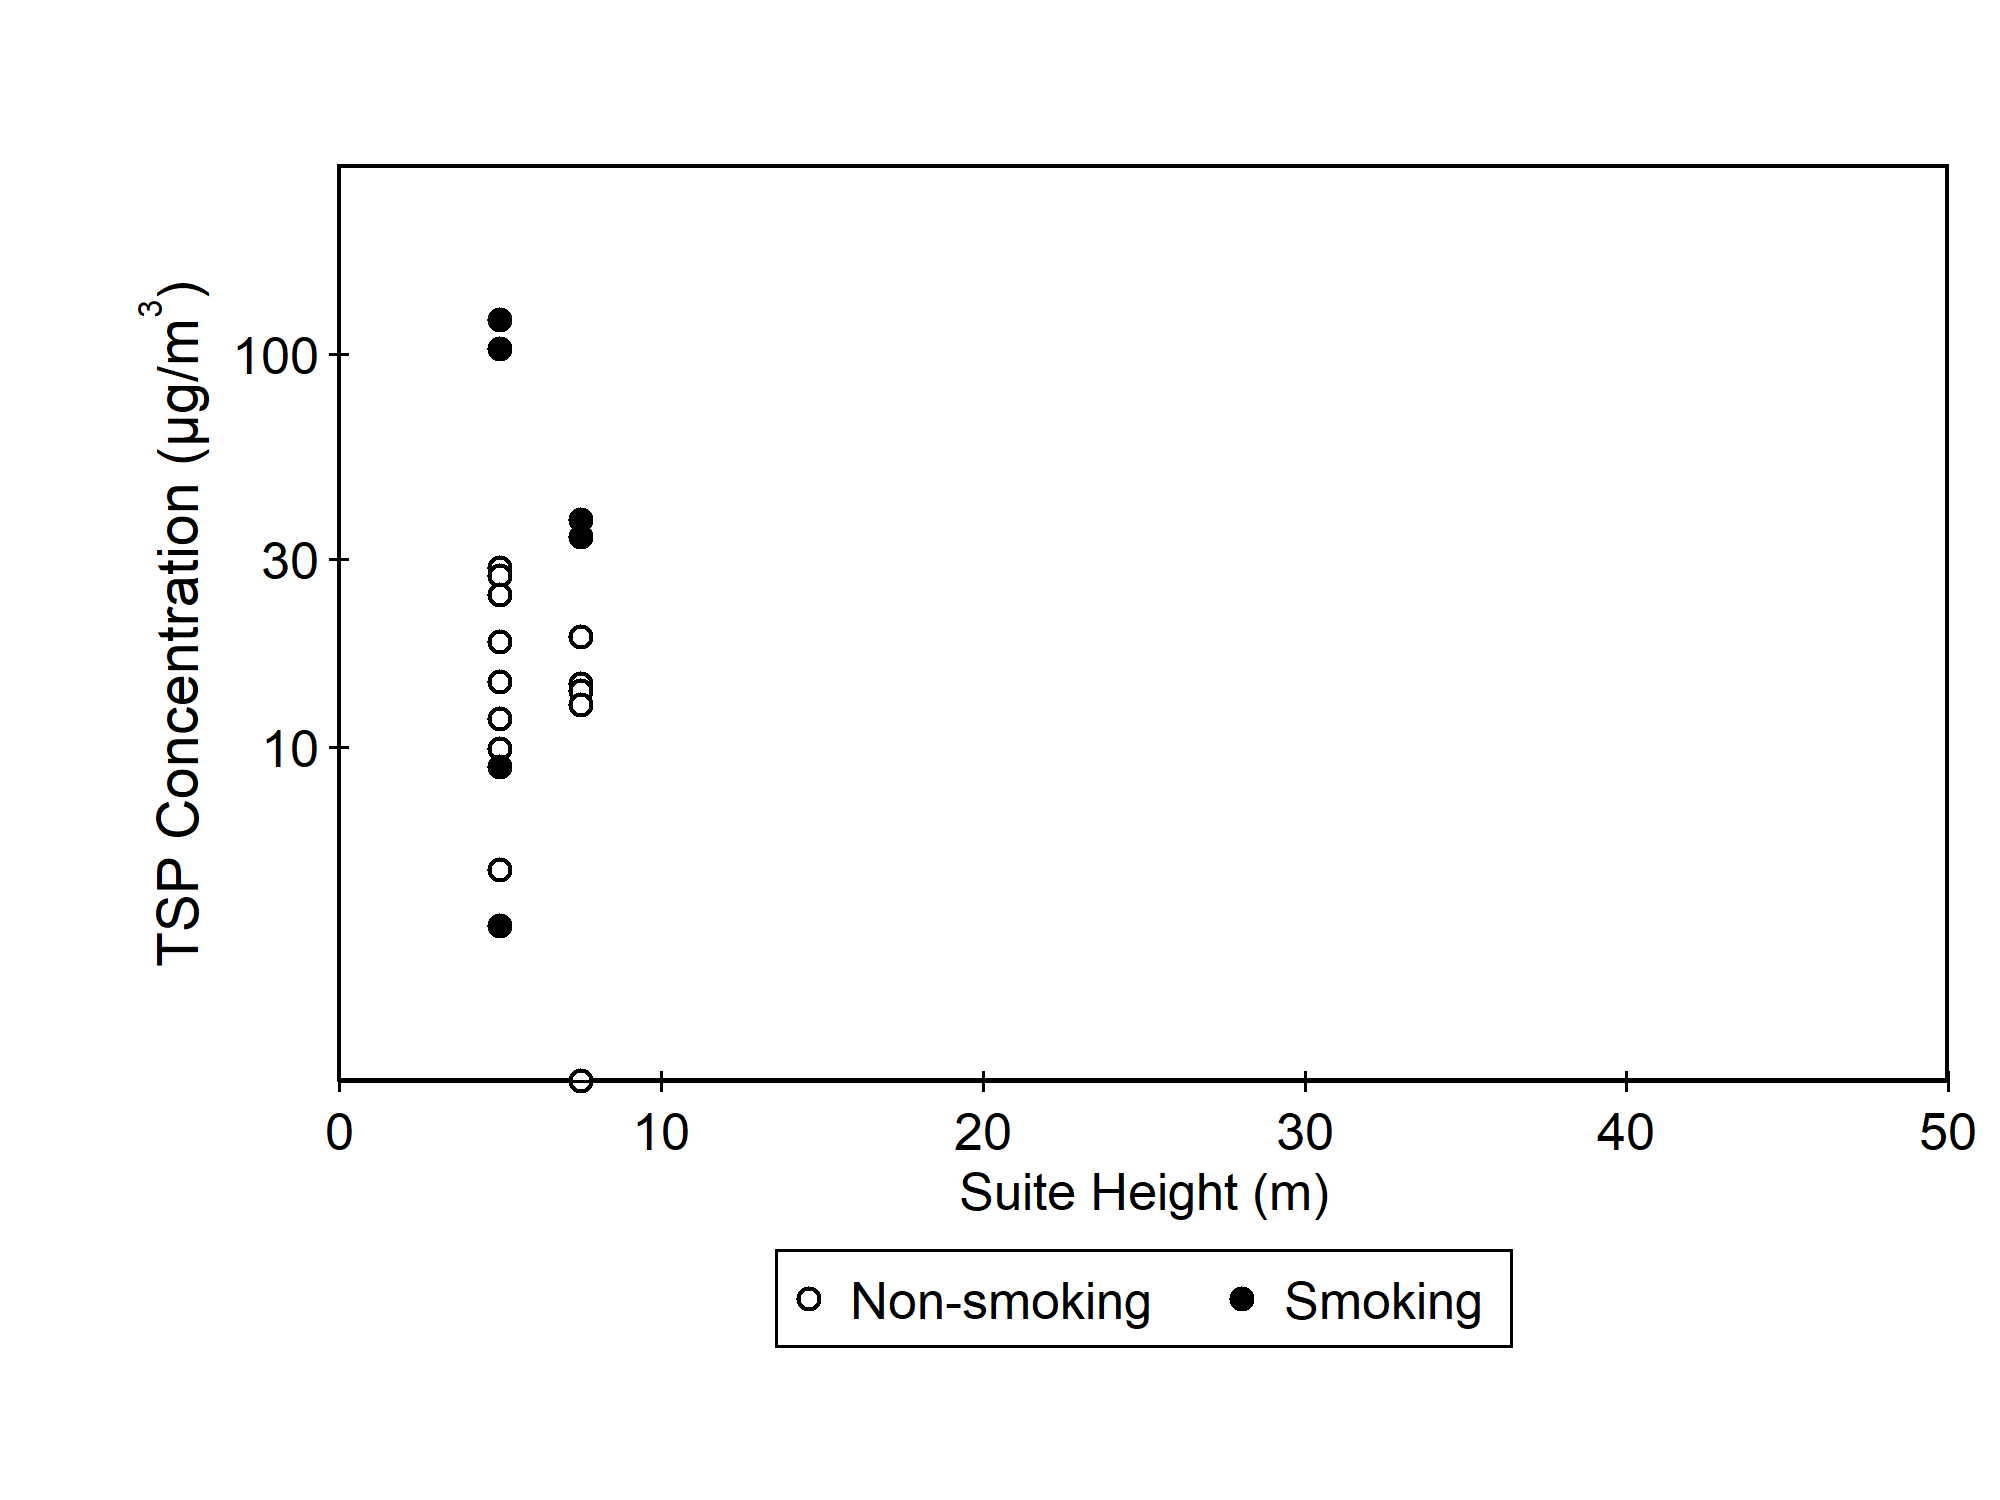 TSP Concentration (µg/m³)
100
30
10
0 10 20 30 40 50
Suite Height (m)
Non-smoking Smoking